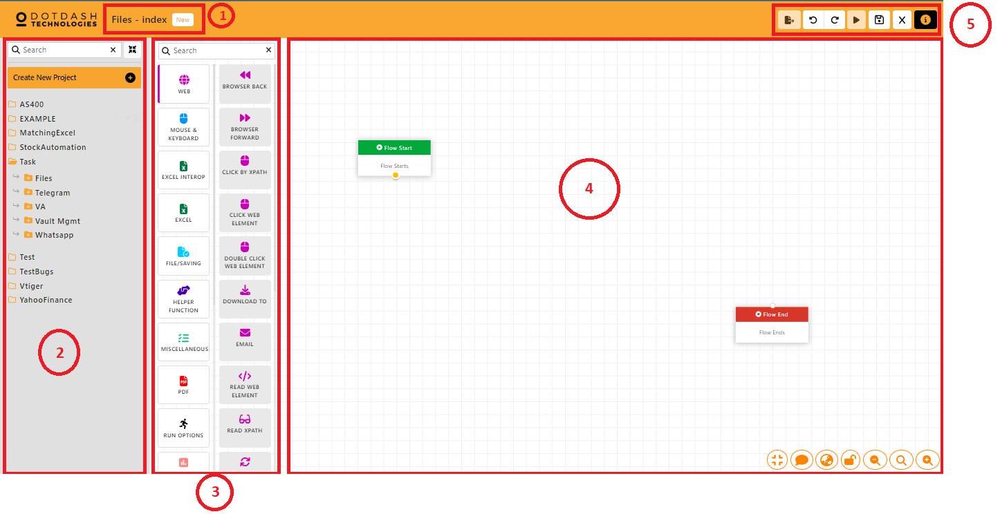 DOTDASH
TECHNOLOGIES
Files - index New
1
5
Search
Create New Project
AS400
EXAMPLE
MatchingExcel
StockAutomation
Task
Files
Telegram
VA
Vault Mgmt
Whatsapp
Test
TestBugs
Vtiger
YahooFinance
2
Search
WEB
MOUSE &
KEYBOARD
EXCEL INTEROP
EXCEL
FILE/SAVING
HELPER
FUNCTION
MISCELLANEOUS
PDF
PDF
RUN OPTIONS
BROWSER BACK
BROWSER
FORWARD
CLICK BY XPATH
CLICK WEB
ELEMENT
DOUBLE CLICK
WEB ELEMENT
DOWNLOAD TO
EMAIL
READ WEB
ELEMENT
READ XPATH
3
Flow Start
Flow Starts
4
Flow End
Flow Ends